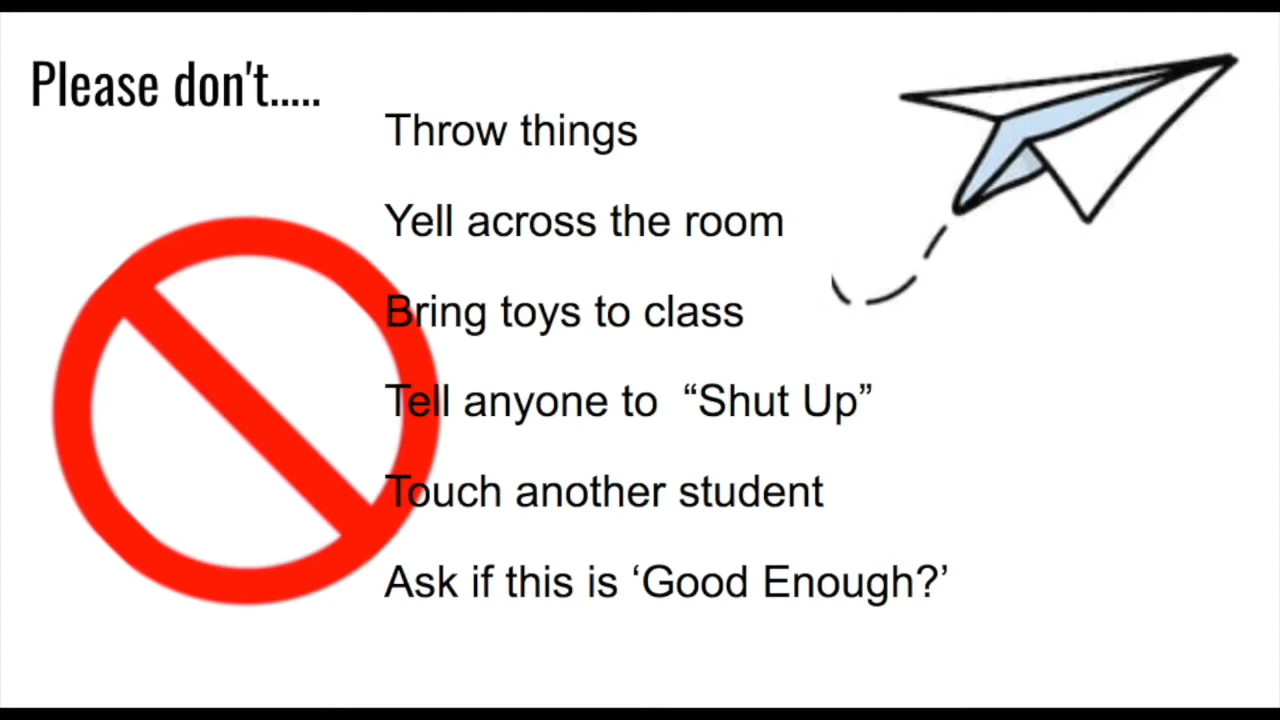 Please don't.....
Throw things
Yell across the room
Bring toys to class
Tell anyone to  “Shut Up”
Touch another student
Ask if this is ‘Good Enough?’